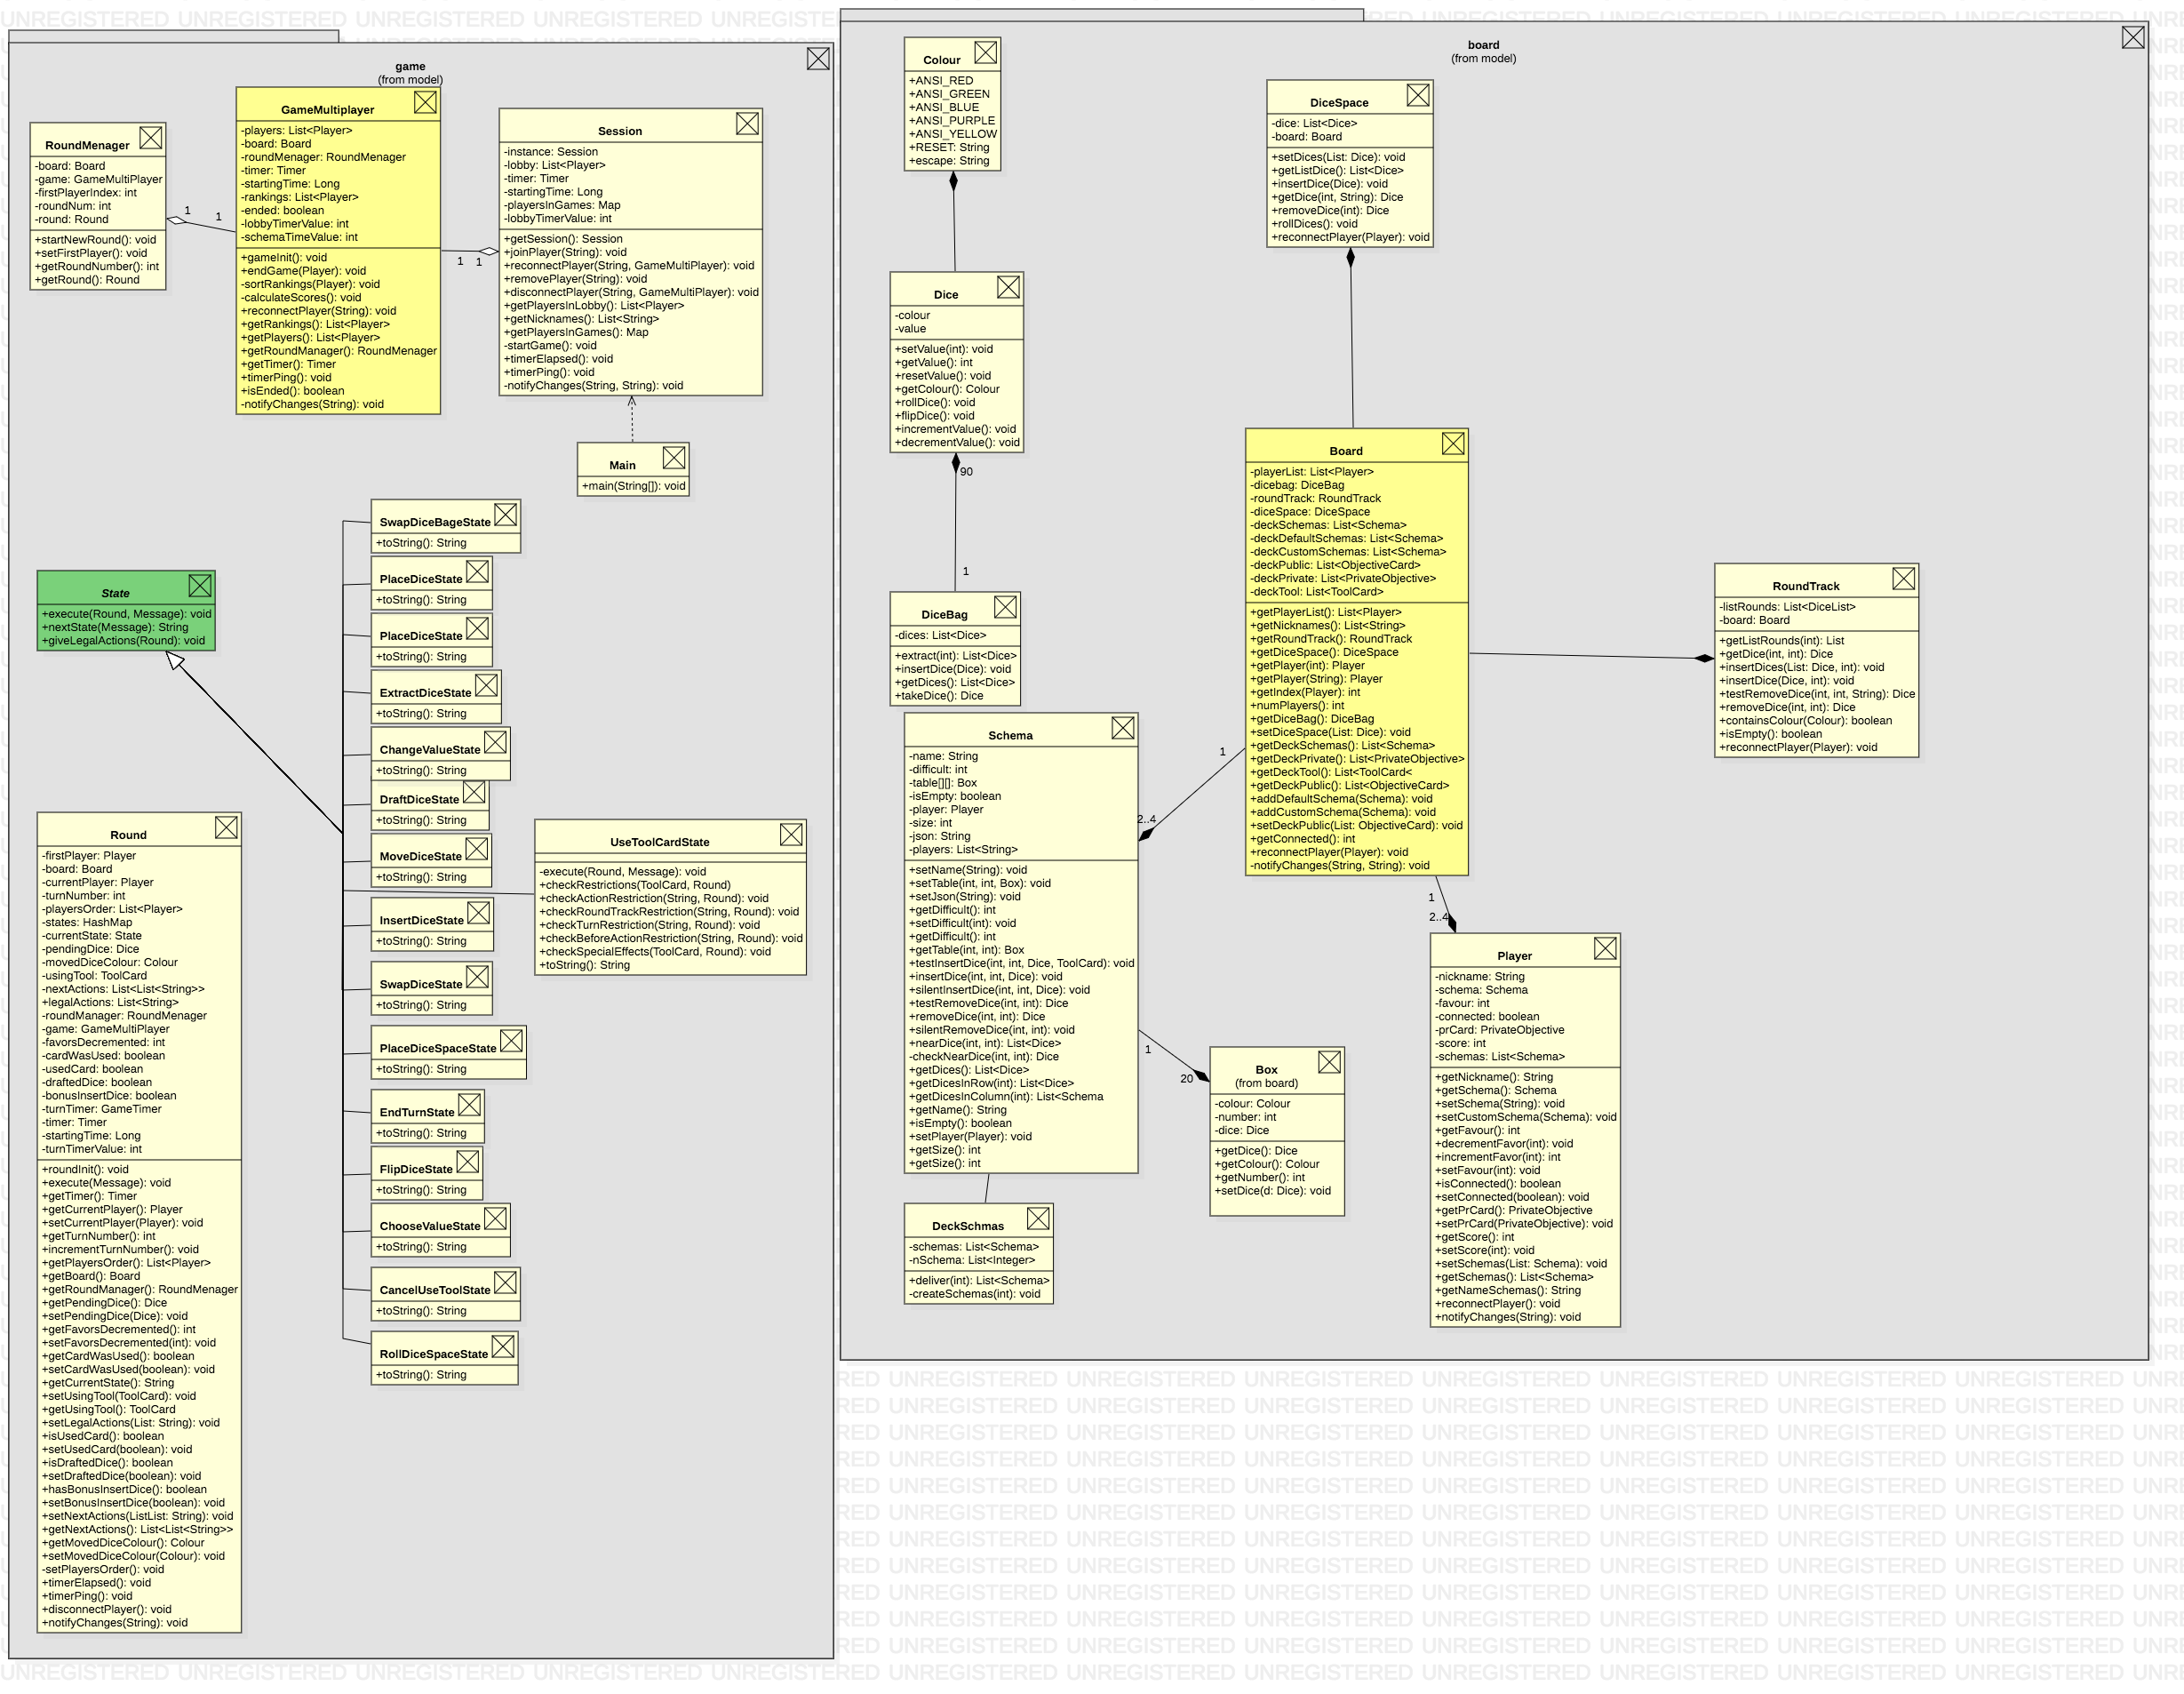 game
(from model)
RoundMenager
-board: Board
-game: GameMultiPlayer
-firstPlayerIndex: int
-roundNum: int
-round: Round
+startNewRound(): void
+setFirstPlayer(): void
+getRoundNumber(): int
+getRound(): Round
1
1
GameMultiplayer
-players: List<Player>
-board: Board
-roundMenager: RoundMenager
-timer: Timer
-startingTime: Long
-rankings: List<Player>
-ended: boolean
-lobbyTimerValue: int
-schemaTimeValue: int
+gameInit(): void
+endGame(Player): void
-sortRankings(Player): void
-calculateScores(): void
+reconnectPlayer(String): void
+getRankings(): List<Player>
+getPlayers(): List<Player>
+getRoundManager(): RoundMenager
+getTimer(): Timer
+timerPing(): void
+isEnded(): boolean
-notifyChanges(String): void
1
1
Session
-instance: Session
-lobby: List<Player>
-timer: Timer
-startingTime: Long
-playersInGames: Map
-lobbyTimerValue: int
+getSession(): Session
+joinPlayer(String): void
+reconnectPlayer(String, GameMultiPlayer): void
+removePlayer(String): void
+disconnectPlayer(String, GameMultiPlayer): void
+getPlayersInLobby(): List<Player>
+getNicknames(): List<String>
+getPlayersInGames(): Map
-startGame(): void
+timerElapsed(): void
+timerPing(): void
-notifyChanges(String, String): void
Main
+main(String[]): void
State
+execute(Round, Message): void
+nextState(Message): String
+giveLegalActions(Round): void
SwapDiceBageState
+toString(): String
PlaceDiceState
+toString(): String
PlaceDiceState
+toString(): String
ExtractDiceState
+toString(): String
ChangeValueState
+toString(): String
DraftDiceState
+toString(): String
MoveDiceState
+toString(): String
InsertDiceState
+toString(): String
SwapDiceState
+toString(): String
PlaceDiceSpaceState
+toString(): String
EndTurnState
+toString(): String
FlipDiceState
+toString(): String
ChooseValueState
+toString(): String
CancelUseToolState
+toString(): String
RollDiceSpaceState
+toString(): String
UseToolCardState
-execute(Round, Message): void
+checkRestrictions(ToolCard, Round)
+checkActionRestriction(String, Round): void
+checkRoundTrackRestriction(String, Round): void
+checkTurnRestriction(String, Round): void
+checkBeforeActionRestriction(String, Round): void
+checkSpecialEffects(ToolCard, Round): void
+toString(): String
Round
-firstPlayer: Player
-board: Board
-currentPlayer: Player
-turnNumber: int
-playersOrder: List<Player>
-states: HashMap
-currentState: State
-pendingDice: Dice
-movedDiceColour: Colour
-usingTool: ToolCard
-nextActions: List<List<String>>
+legalActions: List<String>
-roundManager: RoundMenager
-game: GameMultiPlayer
-favorsDecremented: int
-cardWasUsed: boolean
-usedCard: boolean
-draftedDice: boolean
-bonusInsertDice: boolean
-turnTimer: GameTimer
-timer: Timer
-startingTime: Long
-turnTimerValue: int
+roundInit(): void
+execute(Message): void
+getTimer(): Timer
+getCurrentPlayer(): Player
+setCurrentPlayer(Player): void
+getTurnNumber(): int
+incrementTurnNumber(): void
+getPlayersOrder(): List<Player>
+getBoard(): Board
+getRoundManager(): RoundMenager
+getPendingDice(): Dice
+setPendingDice(Dice): void
+getFavorsDecremented(): int
+setFavorsDecremented(int): void
+getCardWasUsed(): boolean
+setCardWasUsed(boolean): void
+getCurrentState(): String
+setUsingTool(ToolCard): void
+getUsingTool(): ToolCard
+setLegalActions(List: String): void
+isUsedCard(): boolean
+setUsedCard(boolean): void
+isDraftedDice(): boolean
+setDraftedDice(boolean): void
+hasBonusInsertDice(): boolean
+setBonusInsertDice(boolean): void
+setNextActions(ListList: String): void
+getNextActions(): List<List<String>>
+getMovedDiceColour(): Colour
+setMovedDiceColour(Colour): void
-setPlayersOrder(): void
+timerElapsed(): void
+timerPing(): void
+disconnectPlayer(): void
+notifyChanges(String): void
board
(from model)
Colour
+ANSI_RED
+ANSI_GREEN
+ANSI_BLUE
+ANSI_PURPLE
+ANSI_YELLOW
+RESET: String
+escape: String
Dice
-colour
-value
+setValue(int): void
+getValue(): int
+resetValue(): void
+getColour(): Colour
+rollDice(): void
+flipDice(): void
+incrementValue(): void
+decrementValue(): void
90
1
DiceBag
-dices: List<Dice>
+extract(int): List<Dice>
+insertDice(Dice): void
+getDices(): List<Dice>
+takeDice(): Dice
DiceSpace
-dice: List<Dice>
-board: Board
+setDices(List: Dice): void
+getListDice(): List<Dice>
+insertDice(Dice): void
+getDice(int, String): Dice
+removeDice(int): Dice
+rollDices(): void
+reconnectPlayer(Player): void
Board
-playerList: List<Player>
-dicebag: DiceBag
-roundTrack: RoundTrack
-diceSpace: DiceSpace
-deckSchemas: List<Schema>
-deckDefaultSchemas: List<Schema>
-deckCustomSchemas: List<Schema>
-deckPublic: List<ObjectiveCard>
-deckPrivate: List<PrivateObjective>
-deckTool: List<ToolCard>
+getPlayerList(): List<Player>
+getNicknames(): List<String>
+getRoundTrack(): RoundTrack
+getDiceSpace(): DiceSpace
+getPlayer(int): Player
+getPlayer(String): Player
+getIndex(Player): int
+numPlayers(): int
+getDiceBag(): DiceBag
+setDiceSpace(List: Dice): void
+getDeckSchemas(): List<Schema>
+getDeckPrivate(): List<PrivateObjective>
+getDeckTool(): List<ToolCard<
+getDeckPublic(): List<ObjectiveCard>
+addDefaultSchema(Schema): void
+addCustomSchema(Schema): void
+setDeckPublic(List: ObjectiveCard): void
+getConnected(): int
+reconnectPlayer(Player): void
-notifyChanges(String, String): void
RoundTrack
-listRounds: List<DiceList>
-board: Board
+getListRounds(int): List
+getDice(int, int): Dice
+insertDices(List: Dice, int): void
+insertDice(Dice, int): void
+testRemoveDice(int, int, String): Dice
+removeDice(int, int): Dice
+containsColour(Colour): boolean
+isEmpty(): boolean
+reconnectPlayer(Player): void
1
2..4
Schema
-name: String
-difficult: int
-table[][]: Box
-isEmpty: boolean
-player: Player
-size: int
-json: String
-players: List<String>
+setName(String): void
+setTable(int, int, Box): void
+setJson(String): void
+getDifficult(): int
+setDifficult(int): void
+getDifficult(): int
+getTable(int, int): Box
+testInsertDice(int, int, Dice, ToolCard): void
+insertDice(int, int, Dice): void
+silentInsertDice(int, int, Dice): void
+testRemoveDice(int, int): Dice
+removeDice(int, int): Dice
+silentRemoveDice(int, int): void
+nearDice(int, int): List<Dice>
-checkNearDice(int, int): Dice
+getDices(): List<Dice>
+getDicesInRow(int): List<Dice>
+getDicesInColumn(int): List<Schema
+getName(): String
+isEmpty(): boolean
+setPlayer(Player): void
+getSize(): int
+getSize(): int
1
20
Box
(from board)
-colour: Colour
-number: int
-dice: Dice
+getDice(): Dice
+getColour(): Colour
+getNumber(): int
+setDice(d: Dice): void
DeckSchmas
-schemas: List<Schema>
-nSchema: List<Integer>
+deliver(int): List<Schema>
-createSchemas(int): void
1
2..4
Player
-nickname: String
-schema: Schema
-favour: int
-connected: boolean
-prCard: PrivateObjective
-score: int
-schemas: List<Schema>
+getNickname(): String
+getSchema(): Schema
+setSchema(String): void
+setCustomSchema(Schema): void
+getFavour(): int
+decrementFavor(int): void
+incrementFavor(int): int
+setFavour(int): void
+isConnected(): boolean
+setConnected(boolean): void
+getPrCard(): PrivateObjective
+setPrCard(PrivateObjective): void
+getScore(): int
+setScore(int): void
+setSchemas(List: Schema): void
+getSchemas(): List<Schema>
+getNameSchemas(): String
+reconnectPlayer(): void
+notifyChanges(String): void
UNREGISTERED UNREGISTERED UNREGISTERED UNREGISTERED